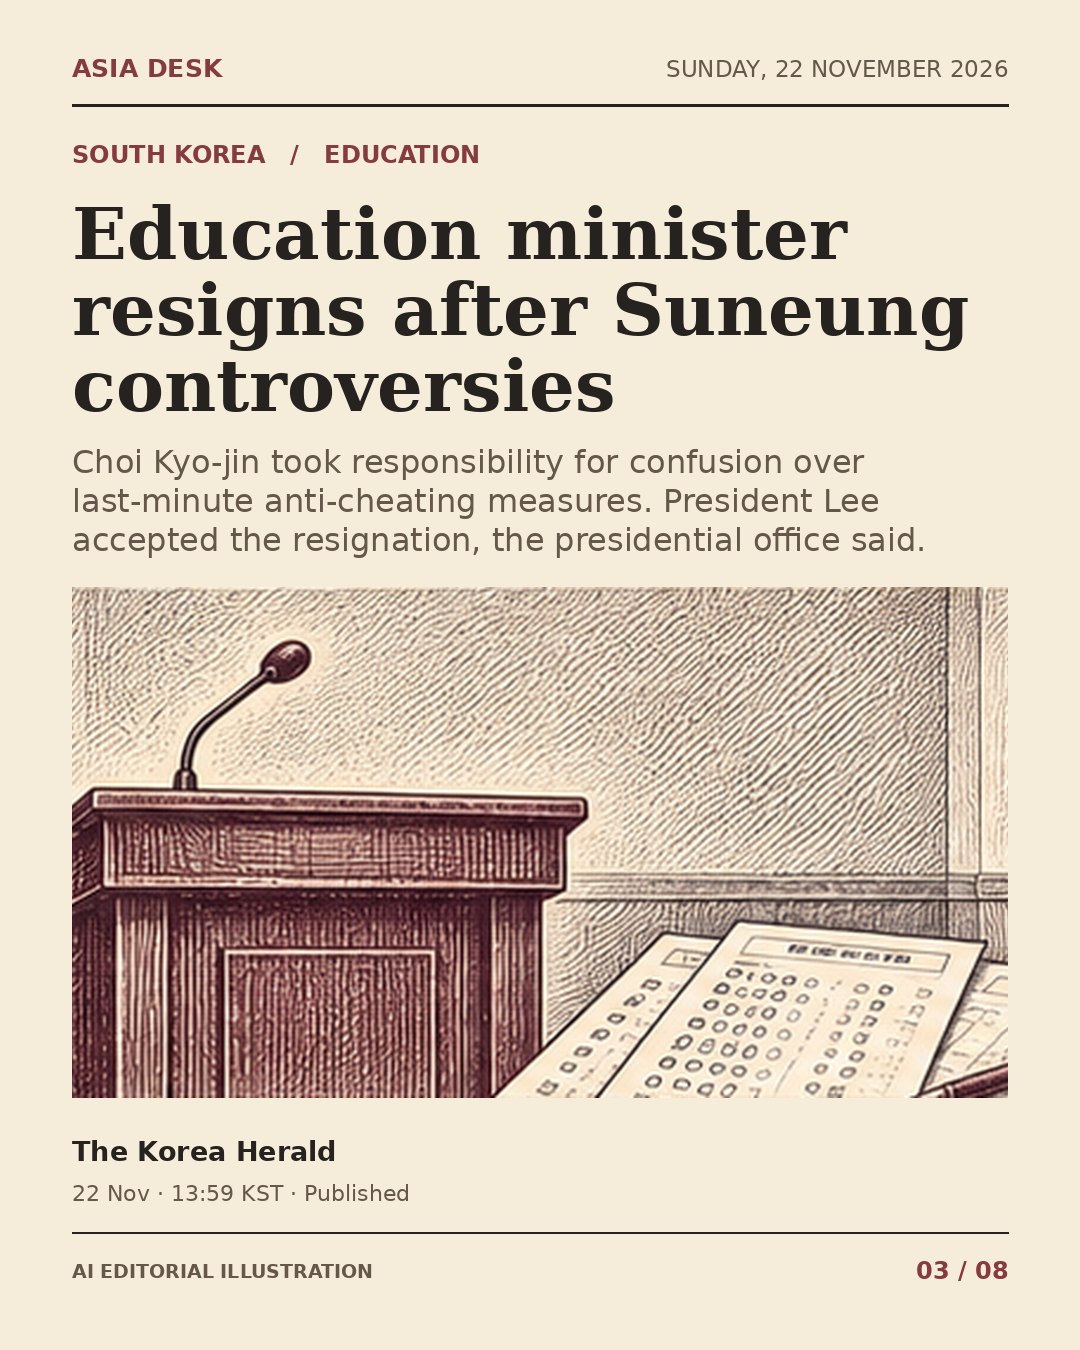 ASIA DESK
SUNDAY, 22 NOVEMBER 2026
SOUTH KOREA / EDUCATION
Education minister
resigns after Suneung
controversies
Choi Kyo-jin took responsibility for confusion over
last-minute anti-cheating measures. President Lee
accepted the resignation, the presidential office said.
The Korea Herald
22 Nov · 13:59 KST · Published
AI EDITORIAL ILLUSTRATION
03 / 08